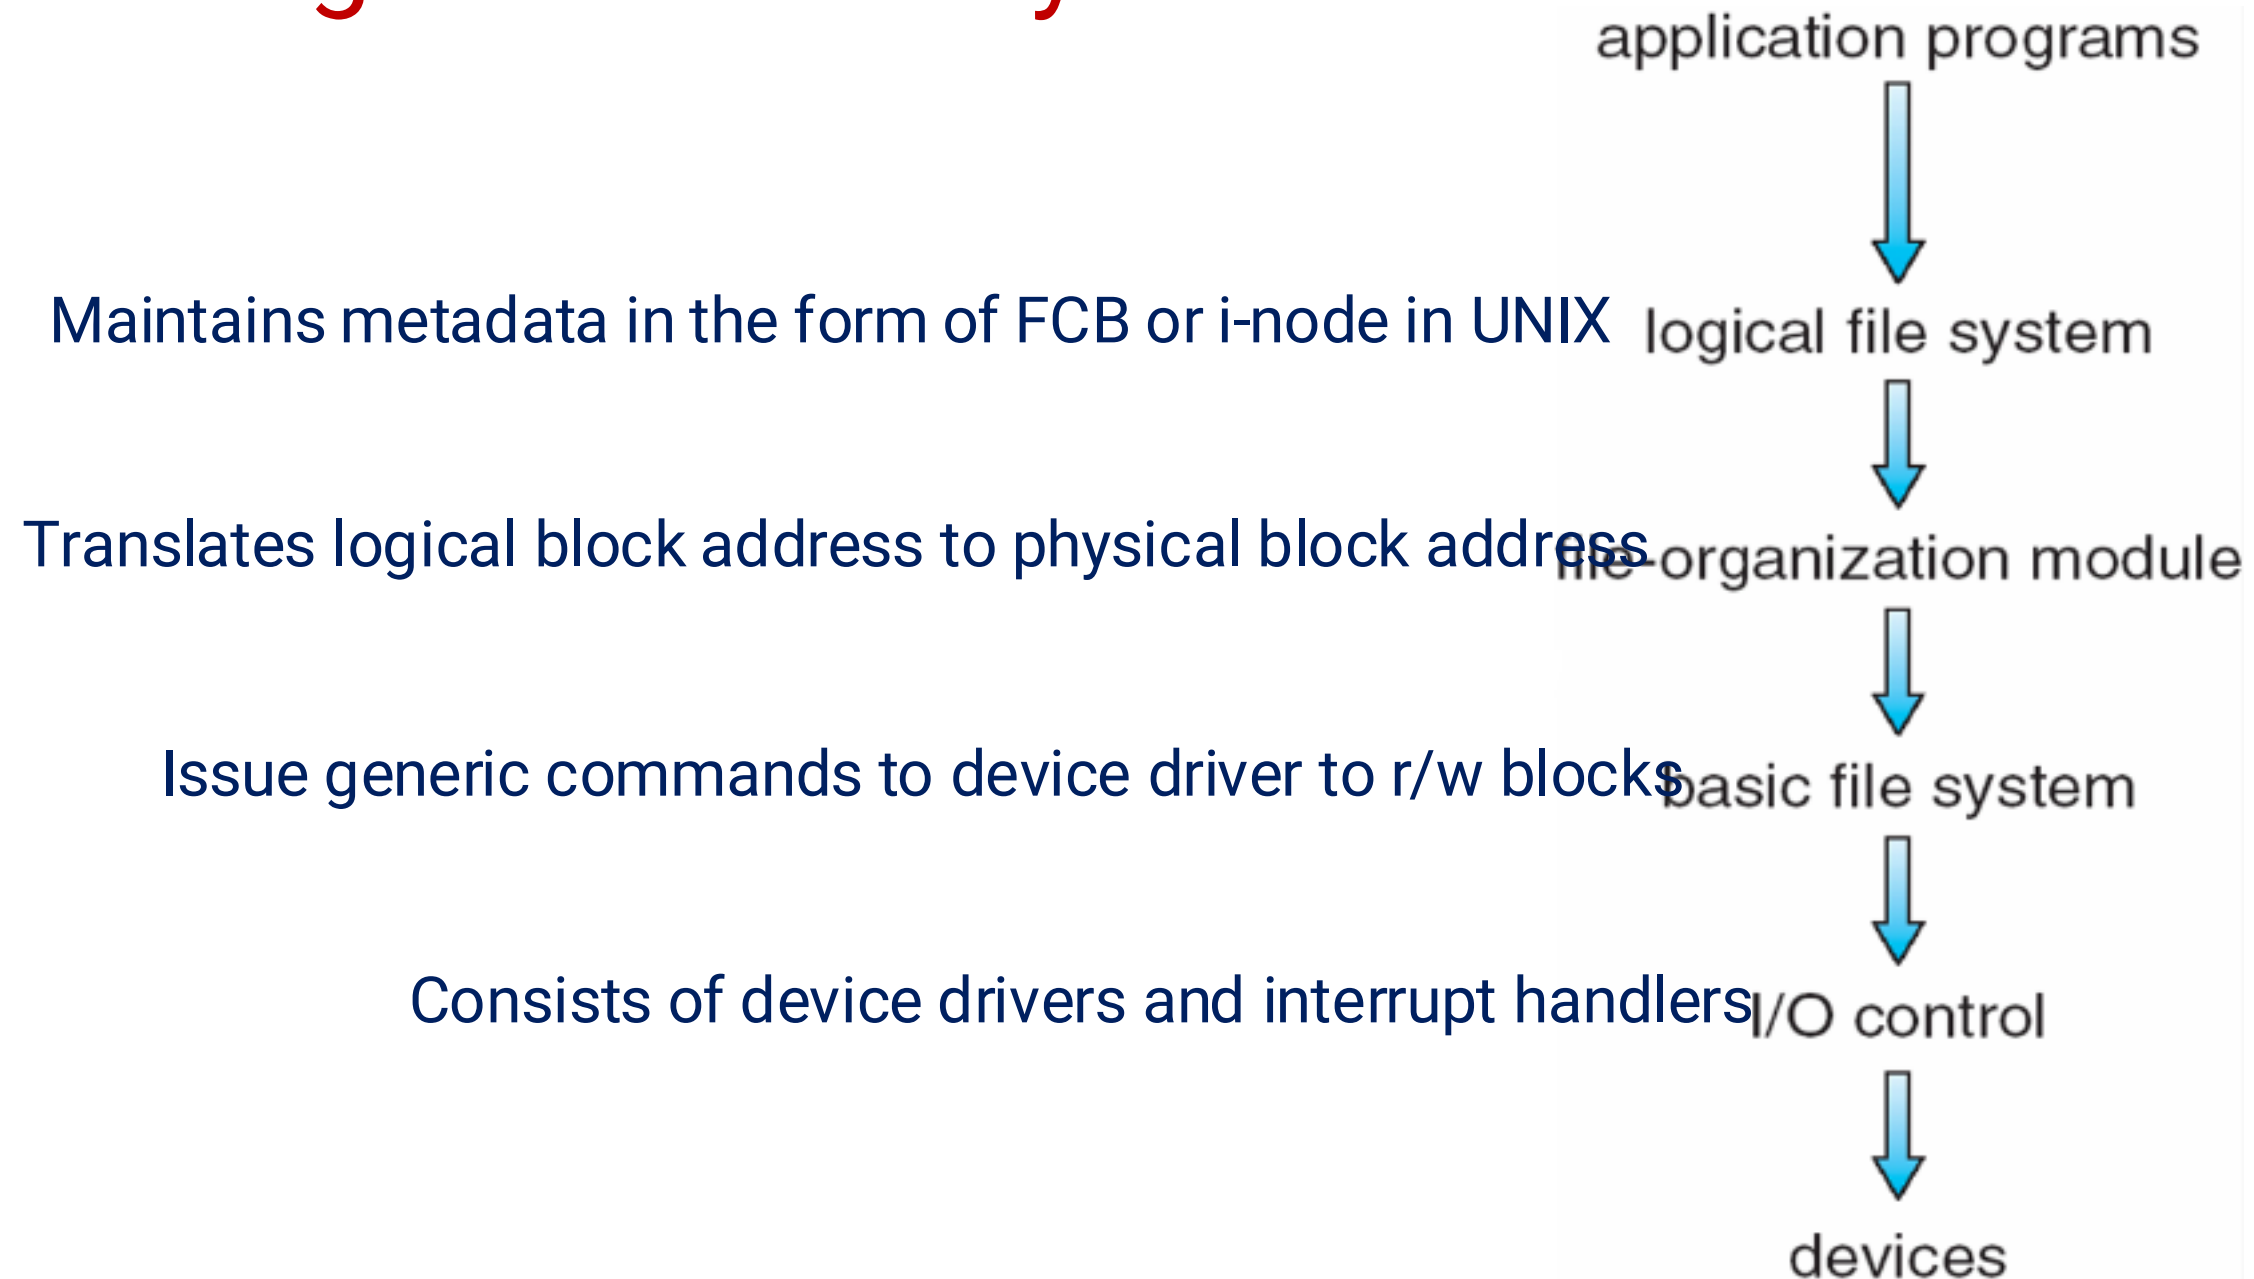 application programs
Maintains metadata in the form of FCB or i-node in UNIX logical file system
Translates logical block address to physical block address file-organization module
Issue generic commands to device driver to r/w blocks basic file system
Consists of device drivers and interrupt handlers I/O control
devices